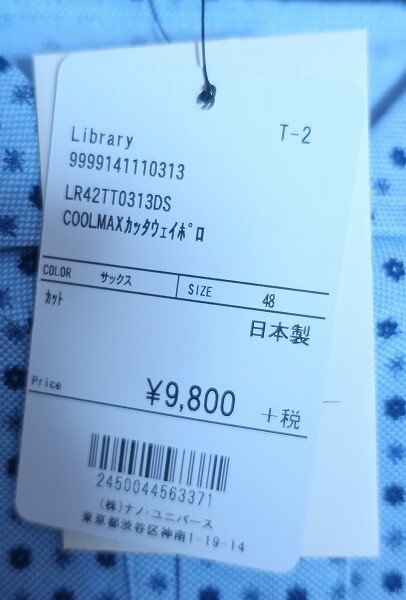 Library T-2
9999141110313
LR42TT0313DS
COOLMAXカッタウェイポロ
COLOR サックス SIZE 48
カット
日本製
Price ¥9,800 +税
2450044563371
(株)ナノ・ユニバース
東京都渋谷区神南1-19-14